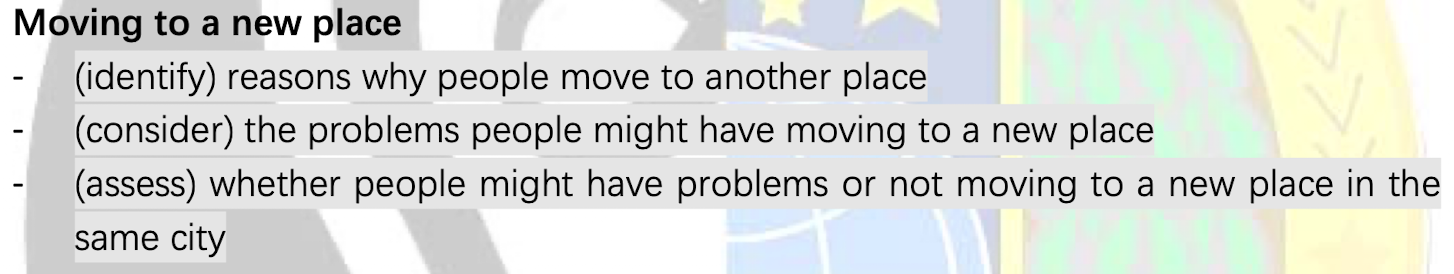 Moving to a new place
- (identify) reasons why people move to another place
- (consider) the problems people might have moving to a new place
- (assess) whether people might have problems or not moving to a new place in the
same city